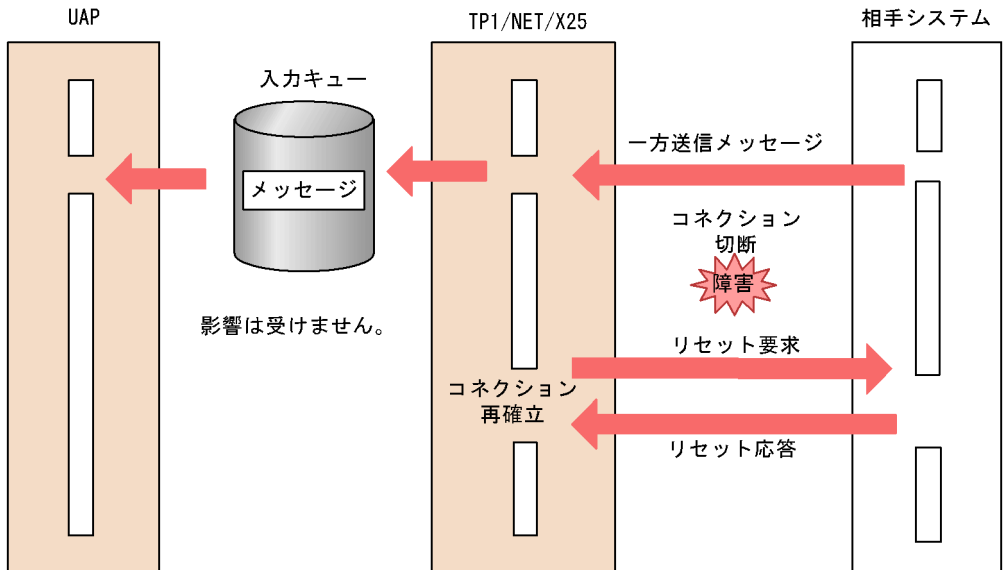 UAP
TP1/NET/X25
相手システム
入力キュー
一方送信メッセージ
メッセージ
コネクション
切断
障害
影響は受けません。
リセット要求
コネクション
再確立
リセット応答